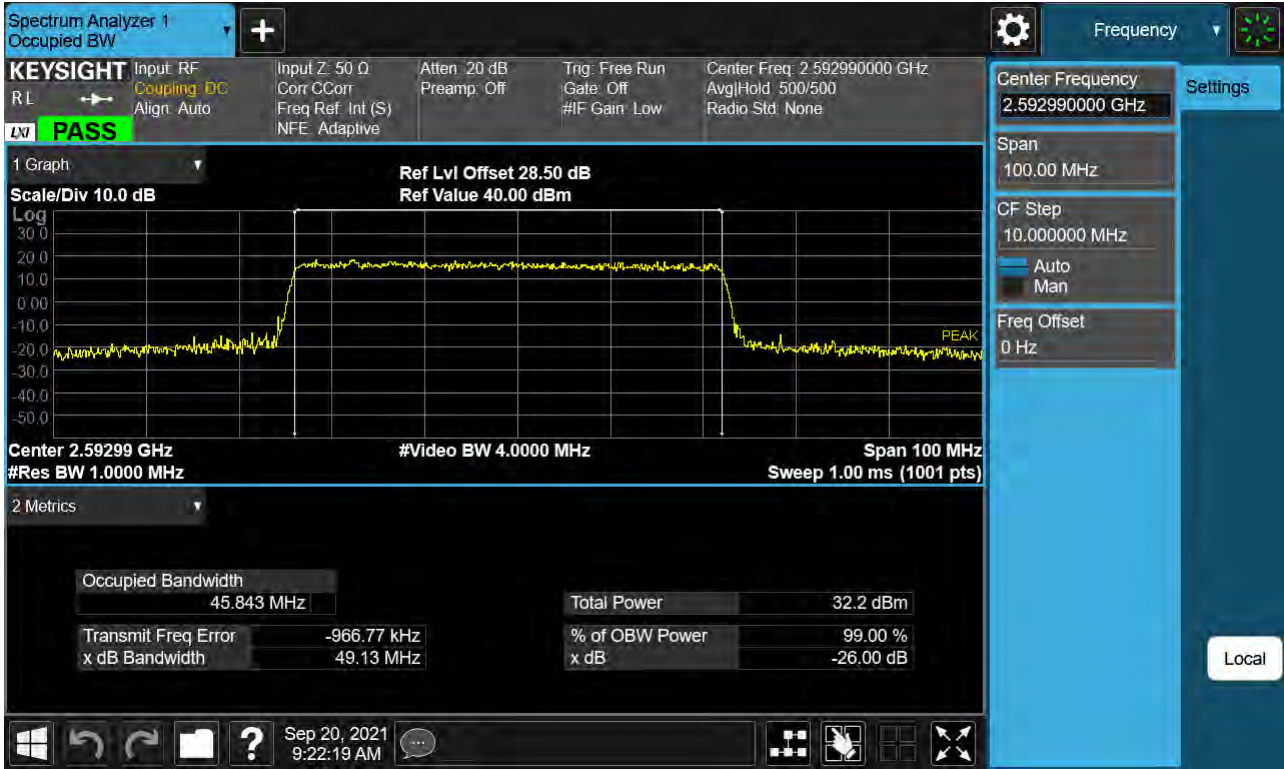 Spectrum Analyzer 1
Occupied BW
+
Frequency
KEYSIGHT
RL
LXI PASS
Input: RF
Coupling: DC
Align: Auto
Input Z: 50 Ω
Corr CCorr
Freq Ref: Int (S)
NFE: Adaptive
Atten: 20 dB
Preamp: Off
Trig: Free Run
Gate: Off
#IF Gain: Low
Center Freq: 2.592990000 GHz
Avg|Hold: 500/500
Radio Std: None
Center Frequency
2.592990000 GHz
Settings
Span
100.00 MHz
CF Step
10.000000 MHz
Auto
Man
Freq Offset
0 Hz
Local
1 Graph
Scale/Div 10.0 dB
Ref Lvl Offset 28.50 dB
Ref Value 40.00 dBm
Log
30.0
20.0
10.0
0.00
-10.0
-20.0
-30.0
-40.0
-50.0
PEAK
Center 2.59299 GHz
#Video BW 4.0000 MHz
Span 100 MHz
#Res BW 1.0000 MHz
Sweep 1.00 ms (1001 pts)
2 Metrics
Occupied Bandwidth
45.843 MHz
Total Power 32.2 dBm
Transmit Freq Error -966.77 kHz
% of OBW Power 99.00 %
x dB Bandwidth 49.13 MHz
x dB -26.00 dB
?
Sep 20, 2021
9:22:19 AM